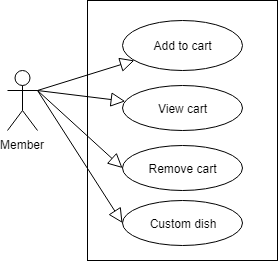 Add to cart
View cart
Member
Remove cart
Custom dish